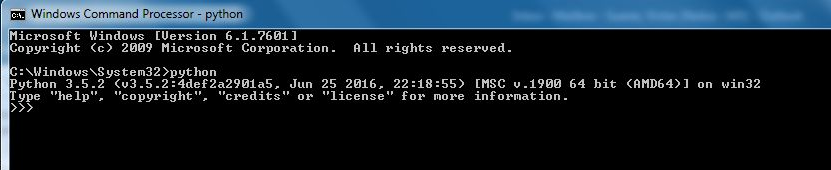 Windows Command Processor - python
Microsoft Windows [Version 6.1.7601]
Copyright (c) 2009 Microsoft Corporation.  All rights reserved.
C:\Windows\System32>python
Python 3.5.2 (v3.5.2:4def2a2901a5, Jun 25 2016, 22:18:55) [MSC v.1900 64 bit (AMD64)] on win32
Type "help", "copyright", "credits" or "license" for more information.
>>>